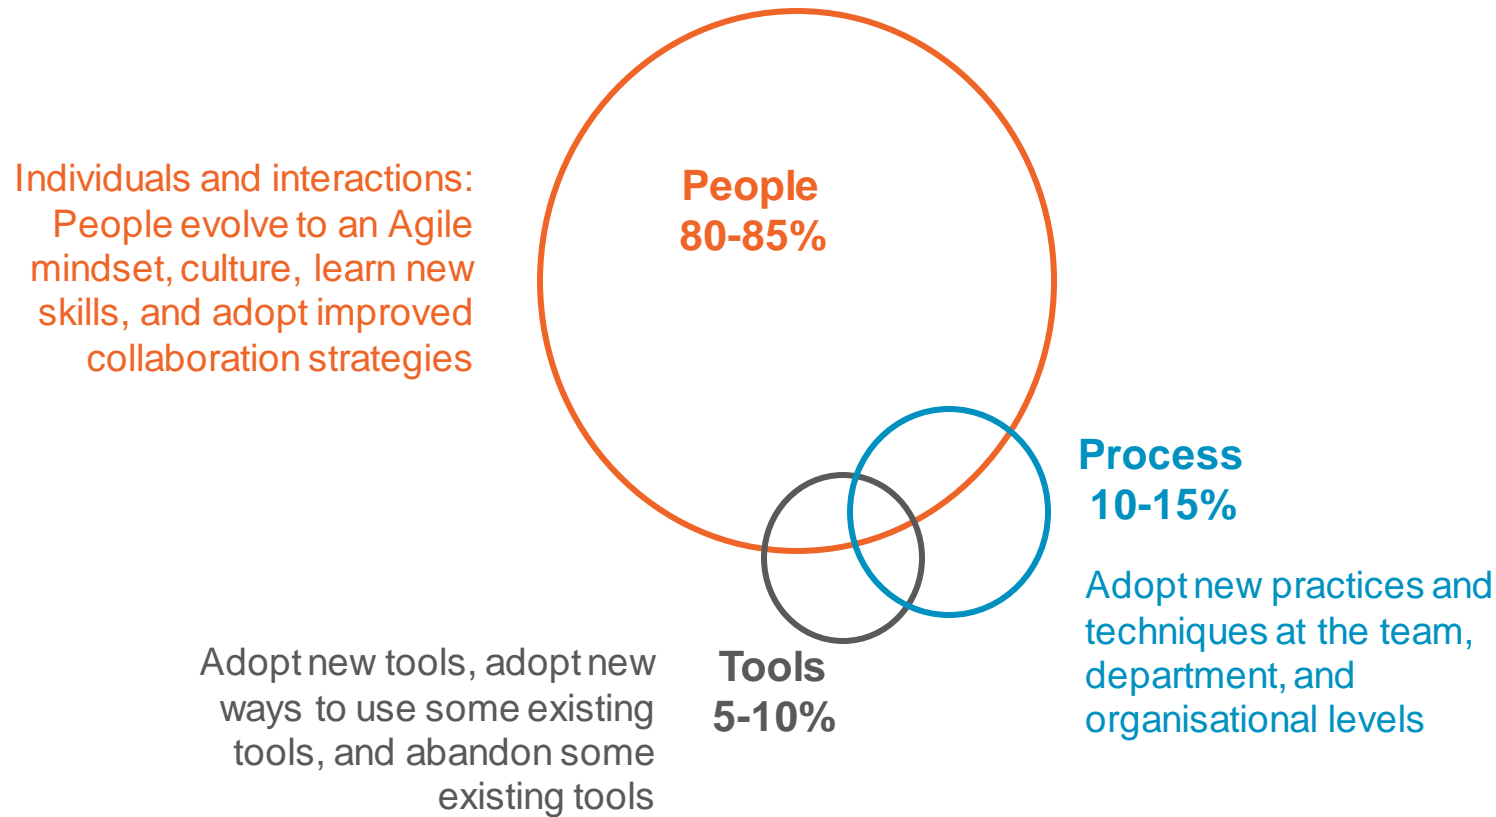 Individuals and interactions:
People evolve to an Agile
mindset, culture, learn new
skills, and adopt improved
collaboration strategies
People
80-85%
Process
10-15%
Adopt new practices and
techniques at the team,
department, and
organisational levels
Tools
5-10%
Adopt new tools, adopt new
ways to use some existing
tools, and abandon some
existing tools